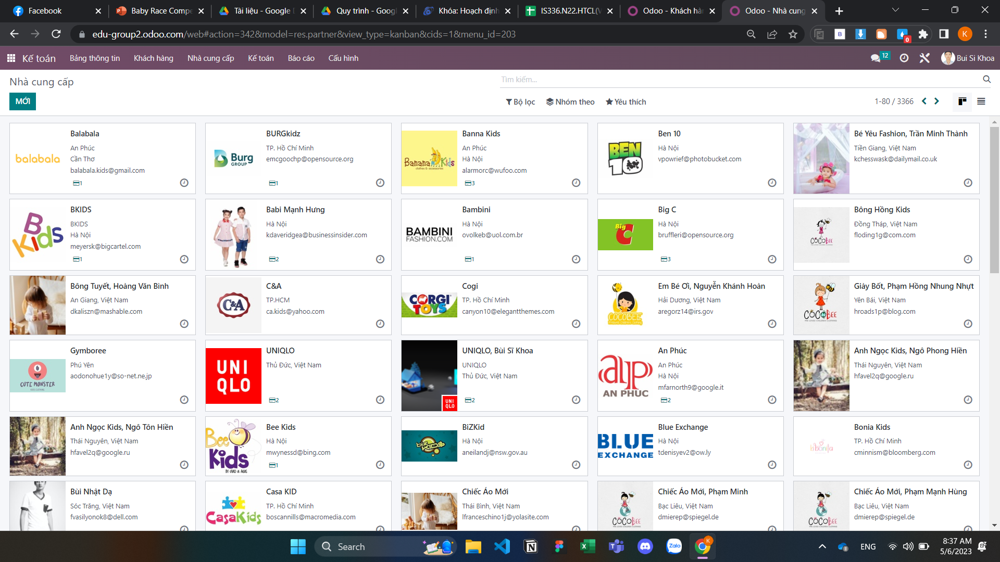 Facebook
Baby Race Compe
Tài liệu - Google D
Quy trình - Googl
Khóa: Hoạch định
IS336.N22.HTCL(V
Odoo - Khách hàn
Odoo - Nhà cung
edu-group2.odoo.com/web#action=342&model=res.partner&view_type=kanban&cids=1&menu_id=203
B
0
K
Kế toán
Bảng thông tin
Khách hàng
Nhà cung cấp
Kế toán
Báo cáo
Cấu hình
12
Bui Si Khoa
Nhà cung cấp
Tìm kiếm...
MỚI
Bộ lọc
Nhóm theo
Yêu thích
1-80 / 3366
balabala
Balabala
An Phúc
Cần Thơ
balabala.kids@gmail.com
1
Burg
GROUP
BURGkidz
TP. Hồ Chí Minh
emcgoochp@opensource.org
1
Banana Kids
clothes & accessories
Banna Kids
An Phúc
Hà Nội
alarmorc@wufoo.com
3
BEN
10
Ben 10
Hà Nội
vpowrief@photobucket.com
Bé Yêu Fashion, Trần Minh Thành
Tiền Giang, Việt Nam
kchesswask@dailymail.co.uk
B
Kids
BKIDS
BKIDS
Hà Nội
meyersk@bigcartel.com
1
Babi Mạnh Hưng
Hà Nội
kdaveridgea@businessinsider.com
2
BAMBINI
FASHION.COM
Bambini
Hà Nội
ovolkeb@uol.com.br
1
Big
C
Big C
Hà Nội
bruffleri@opensource.org
3
COCOBEE
Bông Hồng Kids
Đồng Tháp, Việt Nam
floding1g@com.com
Bông Tuyết, Hoàng Văn Bình
An Giang, Việt Nam
dkaliszn@mashable.com
C&A
C&A
TP.HCM
ca.kids@yahoo.com
CORGI
TOYS
Cogi
TP. Hồ Chí Minh
canyon10@elegantthemes.com
COCOBEE
Em Bé Ơi, Nguyễn Khánh Hoàn
Hải Dương, Việt Nam
aregorz14@irs.gov
COCOBEE
PRE-LOVED CHILDREN CLOTHING
Giày Bốt, Phạm Hồng Nhung Nhựt
Yên Bái, Việt Nam
hroads1p@blog.com
CUTE MONSTER
KIDS CLOTHING
Gymboree
Phú Yên
aodonohue1y@so-net.ne.jp
UNI
QLO
UNIQLO
Thủ Đức, Việt Nam
2
UNI
QLO
UNIQLO, Bùi Sĩ Khoa
UNIQLO
Thủ Đức, Việt Nam
2
ap
AN PHUC
An Phúc
An Phúc
Hà Nội
mfarnorth9@google.it
2
Anh Ngọc Kids, Ngô Phong Hiền
Thái Nguyên, Việt Nam
hfavel2q@google.ru
Anh Ngọc Kids, Ngô Tôn Hiền
Thái Nguyên, Việt Nam
hfavel2q@google.ru
Bee
Kids
Bee Kids
Hà Nội
mwynessd@bing.com
1
BiZKid
Hà Nội
aneilandj@nsw.gov.au
BLUE
EXCHANGE
Blue Exchange
Hà Nội
tdenisyev2@ow.ly
Bonia Kids
TP. Hồ Chí Minh
cminnism@bloomberg.com
Bùi Nhật Dạ
Sóc Trăng, Việt Nam
fvasilyonok8@dell.com
CasaKids
Casa KID
TP. Hồ Chí Minh
boscannills@macromedia.com
Chiếc Áo Mới
Thái Bình, Việt Nam
lfranceschino1j@yolasite.com
COCOBEE
Chiếc Áo Mới, Phạm Minh
Bạc Liêu, Việt Nam
dmierep@spiegel.de
COCOBEE
Chiếc Áo Mới, Phạm Mạnh Hùng
Bạc Liêu, Việt Nam
dmierep@spiegel.de
Search
Zalo
K
ENG
8:37 AM
5/6/2023